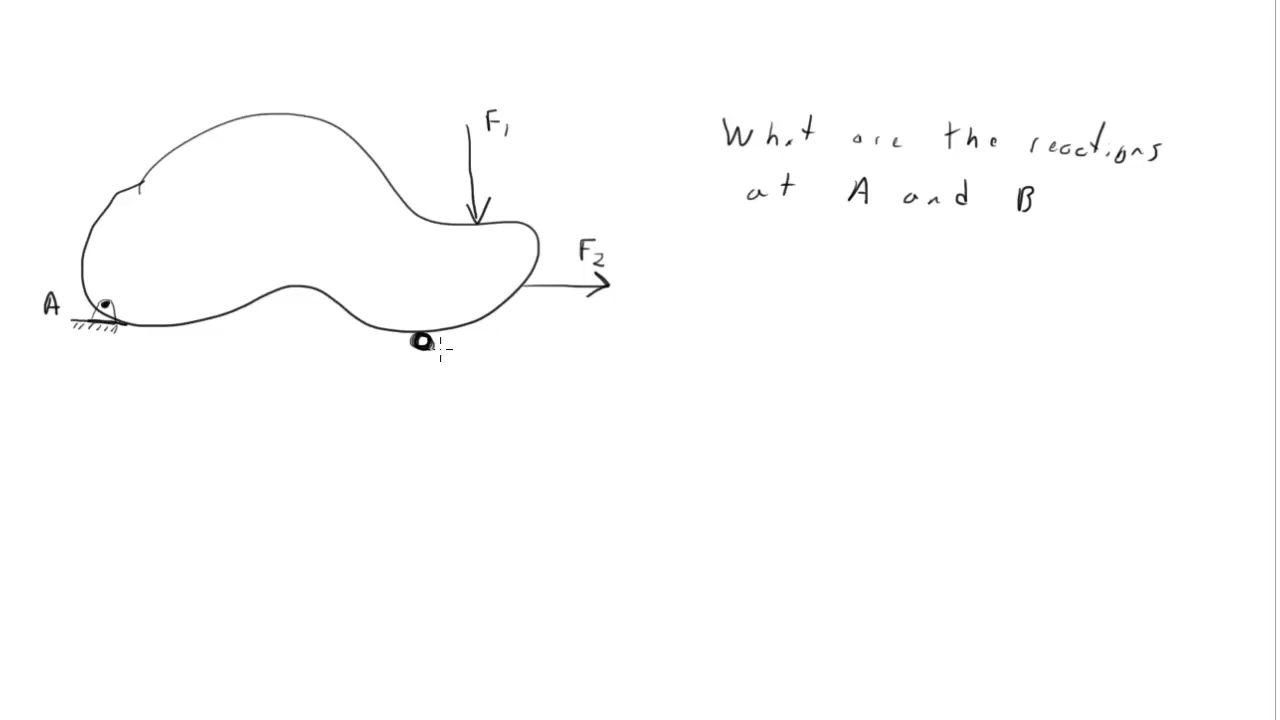 F₁
What are the reactions
at A and B
F₂
A